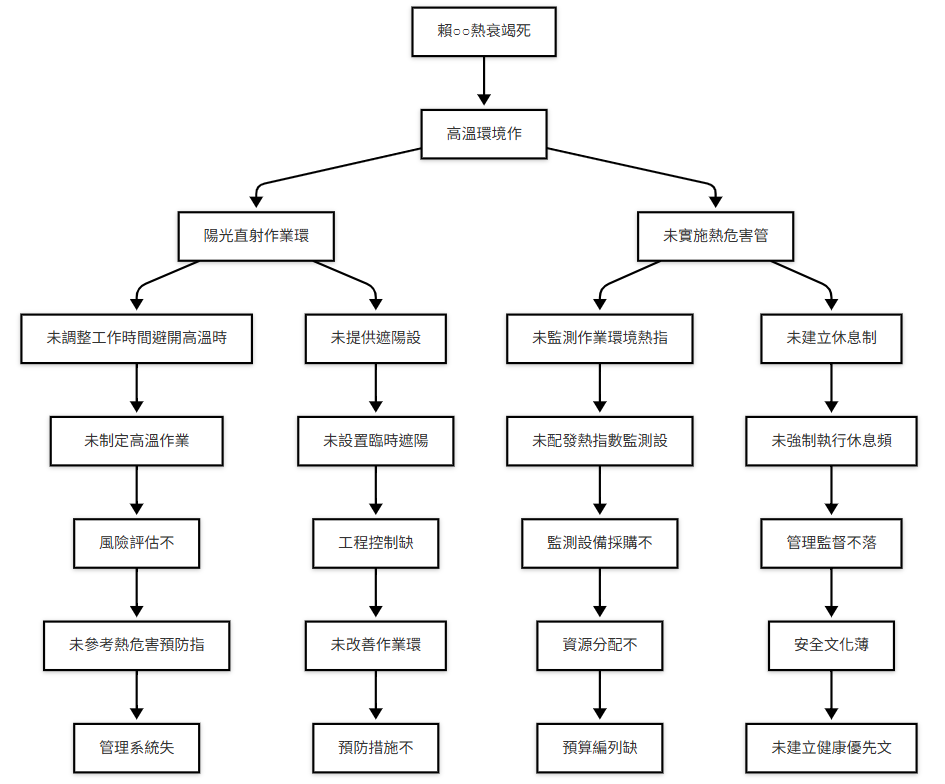 賴○○熱衰竭死
高溫環境作
陽光直射作業環
未實施熱危害管
未調整工作時間避開高溫時
未提供遮陽設
未監測作業環境熱指
未建立休息制
未制定高溫作業
未設置臨時遮陽
未配發熱指數監測設
未強制執行休息頻
風險評估不
工程控制缺
監測設備採購不
管理監督不落
未參考熱危害預防指
未改善作業環
資源分配不
安全文化薄
管理系統失
預防措施不
預算編列缺
未建立健康優先文